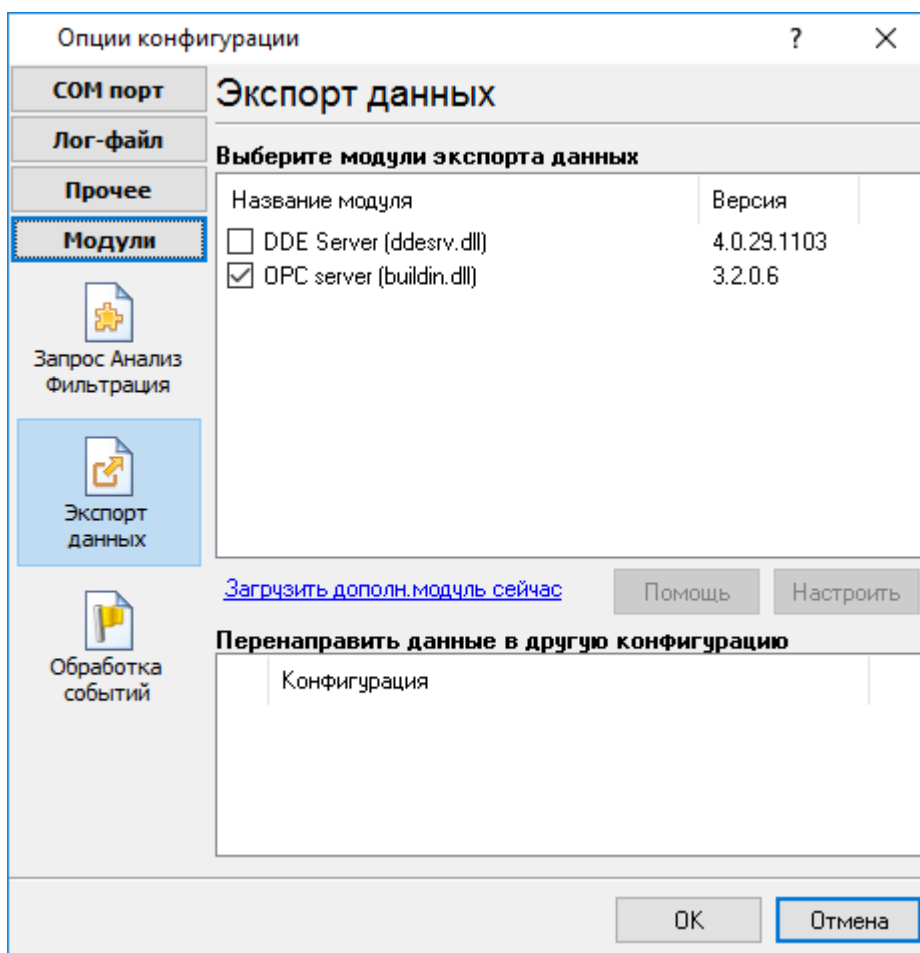 Опции конфигурации
?
COM порт
Лог-файл
Прочее
Модули
Запрос Анализ
Фильтрация
Экспорт
данных
Обработка
событий
Экспорт данных
Выберите модули экспорта данных
Название модуля Версия
DDE Server (ddesrv.dll) 4.0.29.1103
OPC server (buildin.dll) 3.2.0.6
Загрузить дополн.модуль сейчас Помощь Настроить
Перенаправить данные в другую конфигурацию
Конфигурация
OK Отмена